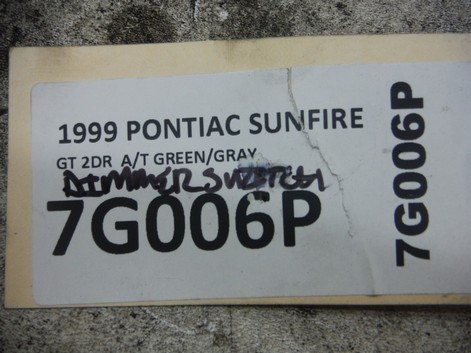 1999 PONTIAC SUNFIRE
GT 2DR A/T GREEN/GRAY
DIMMER SWITCH
7G006P
7G006P